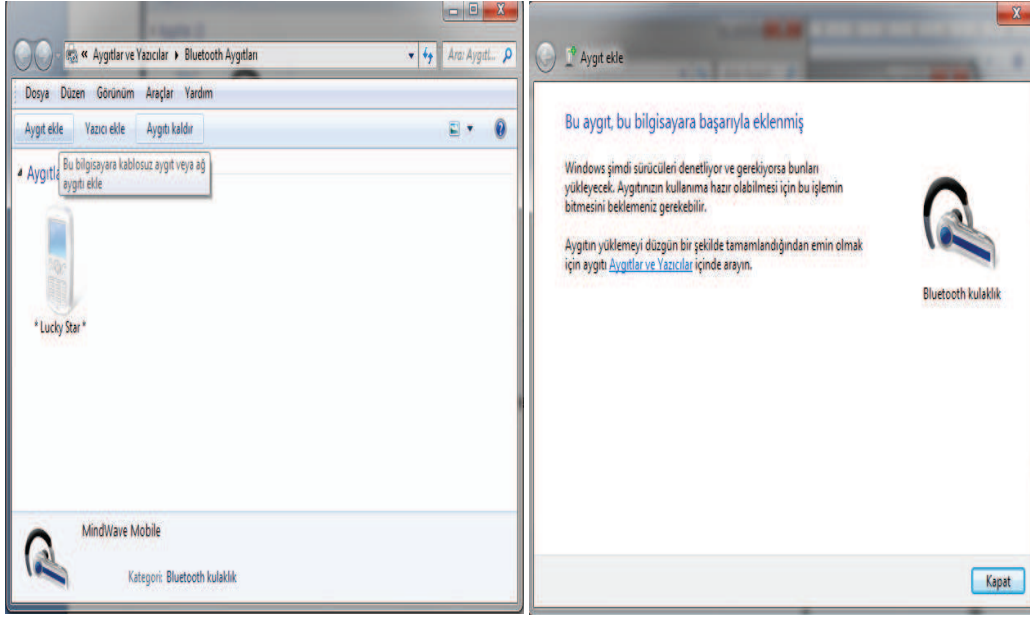 « Aygıtlar ve Yazıcılar ▸ Bluetooth Aygıtları
Ara: Aygıtl...
Dosya Düzen Görünüm Araçlar Yardım
Aygıt ekle Yazıcı ekle Aygıtı kaldır
Bu bilgisayara kablosuz aygıt veya ağ
aygıtı ekle
Aygıtla
* Lucky Star *
MindWave Mobile
Kategori: Bluetooth kulaklık
Aygıt ekle
Bu aygıt, bu bilgisayara başarıyla eklenmiş
Windows şimdi sürücüleri denetliyor ve gerekiyorsa bunları
yükleyecek. Aygıtınızın kullanıma hazır olabilmesi için bu işlemin
bitmesini beklemeniz gerekebilir.
Aygıtın yüklemeyi düzgün bir şekilde tamamlandığından emin olmak
için aygıtı Aygıtlar ve Yazıcılar içinde arayın.
Bluetooth kulaklık
Kapat